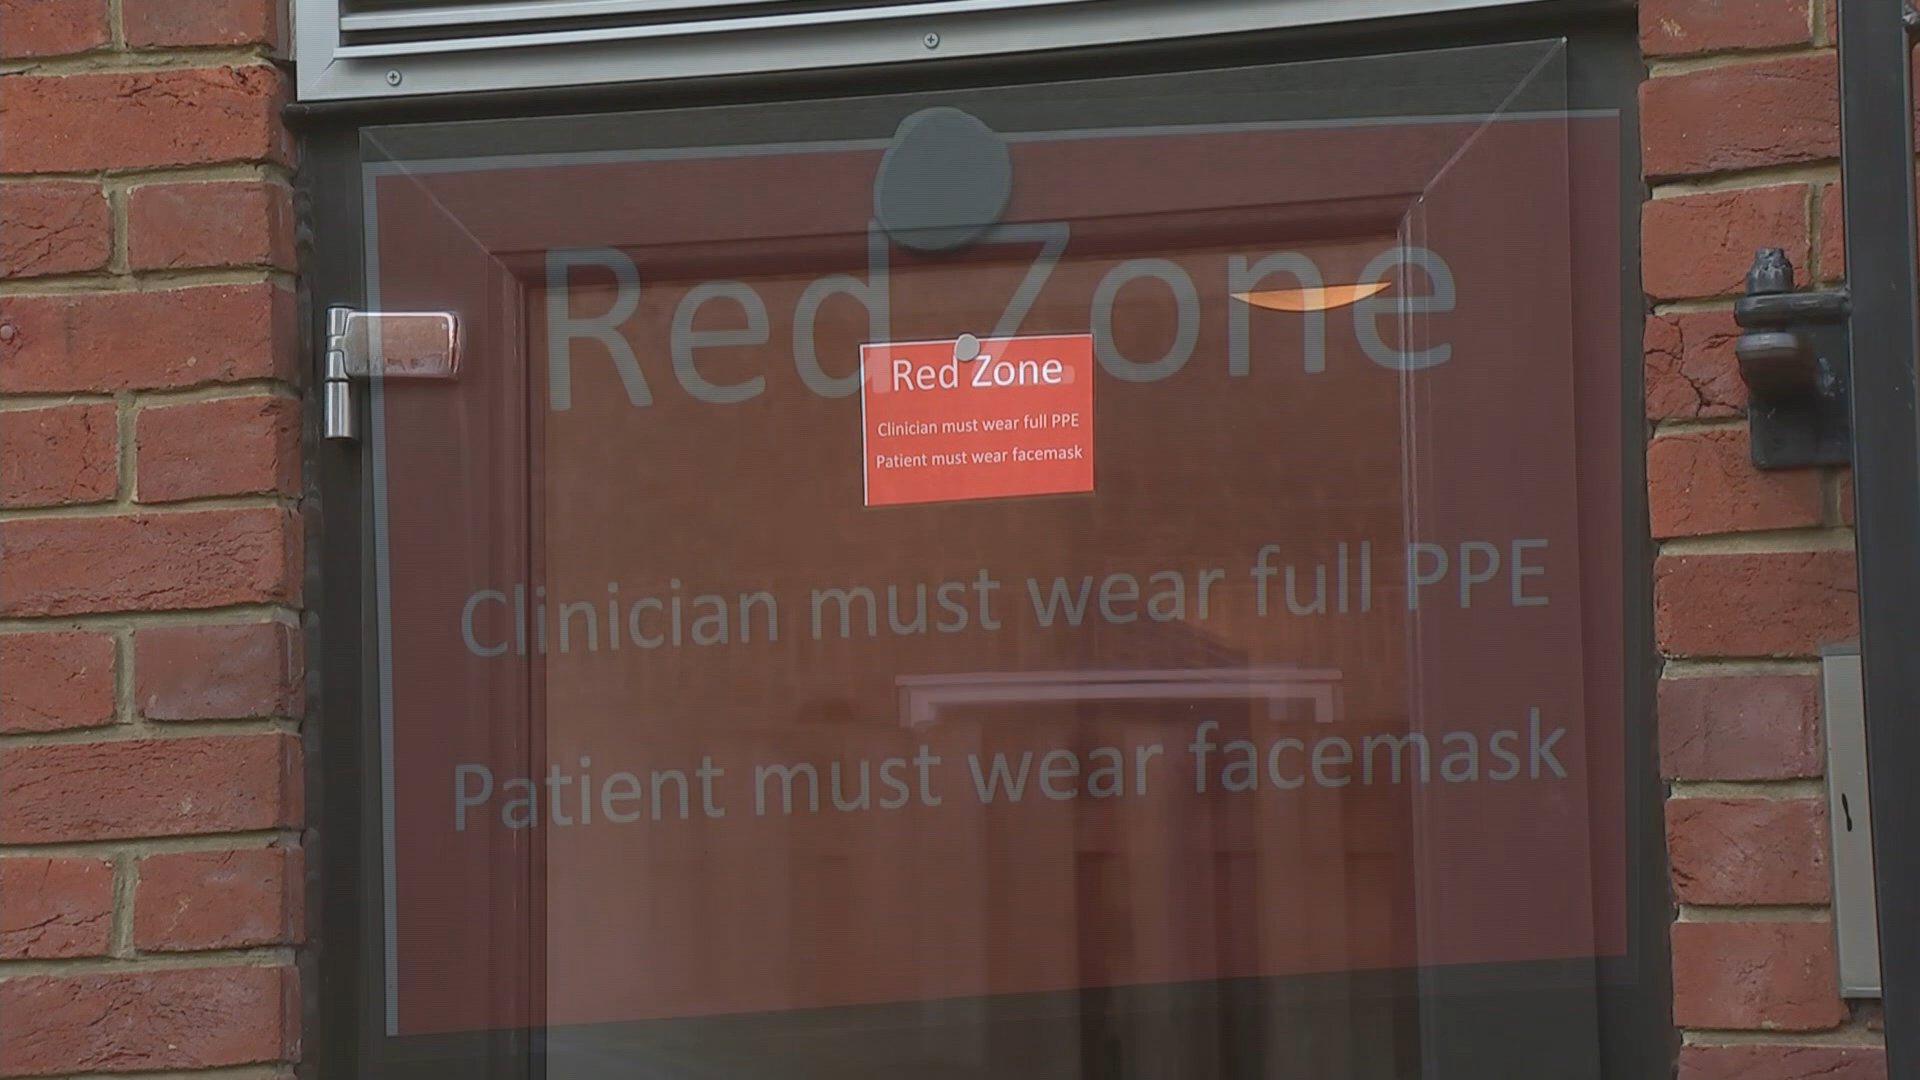 Red Zone
Clinician must wear full PPE
Patient must wear facemask
Red Zone
Clinician must wear full PPE
Patient must wear facemask